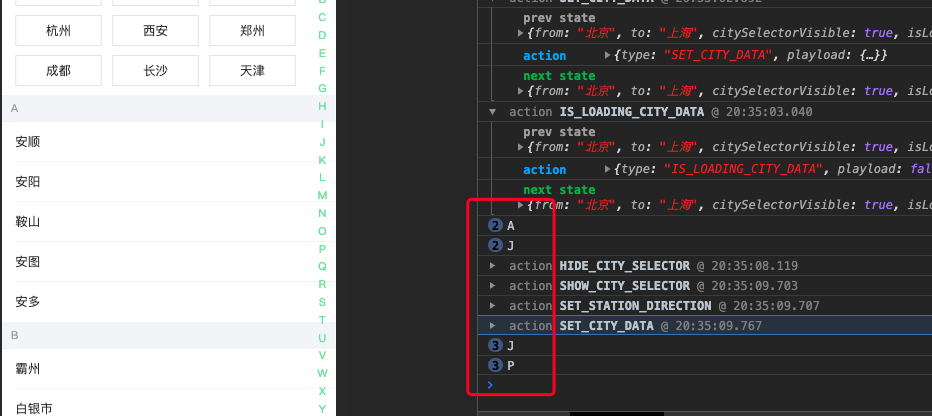 杭州 西安 郑州
成都 长沙 天津
A
安顺
安阳
鞍山
安图
安多
B
霸州
白银市
C
D
E
F
G
H
I
J
K
L
M
N
O
P
Q
R
S
T
U
V
W
X
Y
prev state
{from: "北京", to: "上海", citySelectorVisible: true, isLo
action {type: "SET_CITY_DATA", playload: {…}}
next state
{from: "北京", to: "上海", citySelectorVisible: true, isLo
action IS_LOADING_CITY_DATA @ 20:35:03.040
prev state
{from: "北京", to: "上海", citySelectorVisible: true, isLo
action {type: "IS_LOADING_CITY_DATA", playload: fal
next state
{from: "北京", to: "上海", citySelectorVisible: true, isLo
2 A
2 J
action HIDE_CITY_SELECTOR @ 20:35:08.119
action SHOW_CITY_SELECTOR @ 20:35:09.703
action SET_STATION_DIRECTION @ 20:35:09.707
action SET_CITY_DATA @ 20:35:09.767
3 J
3 P